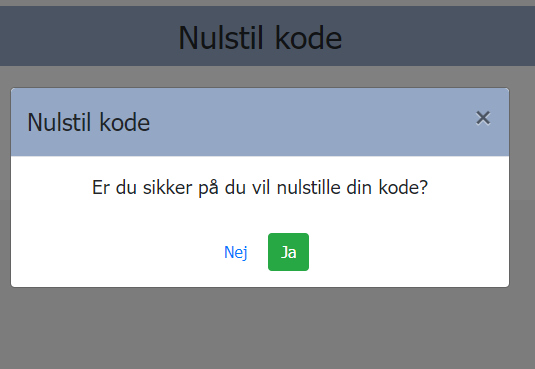 Nulstil kode
Nulstil kode ×
Er du sikker på du vil nulstille din kode?
Nej Ja